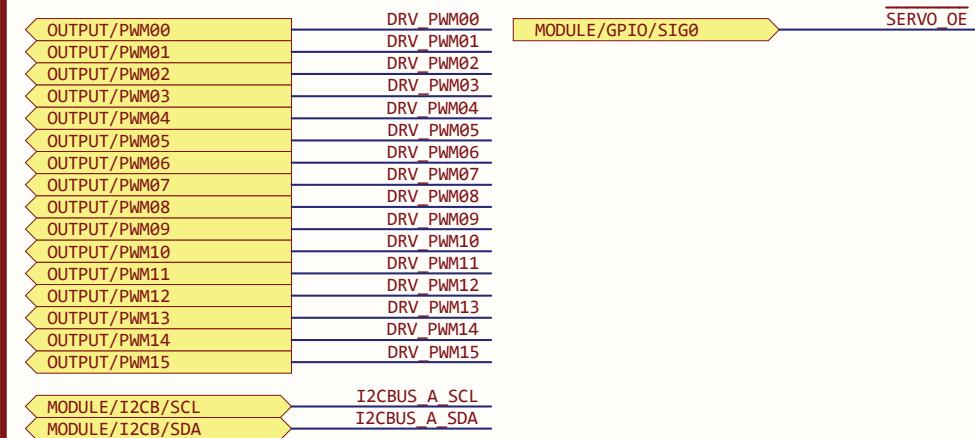 OUTPUT/PWM00 DRV_PWM00 MODULE/GPIO/SIG0 SERVO_OE
OUTPUT/PWM01 DRV_PWM01
OUTPUT/PWM02 DRV_PWM02
OUTPUT/PWM03 DRV_PWM03
OUTPUT/PWM04 DRV_PWM04
OUTPUT/PWM05 DRV_PWM05
OUTPUT/PWM06 DRV_PWM06
OUTPUT/PWM07 DRV_PWM07
OUTPUT/PWM08 DRV_PWM08
OUTPUT/PWM09 DRV_PWM09
OUTPUT/PWM10 DRV_PWM10
OUTPUT/PWM11 DRV_PWM11
OUTPUT/PWM12 DRV_PWM12
OUTPUT/PWM13 DRV_PWM13
OUTPUT/PWM14 DRV_PWM14
OUTPUT/PWM15 DRV_PWM15
MODULE/I2CB/SCL I2CBUS_A_SCL
MODULE/I2CB/SDA I2CBUS_A_SDA